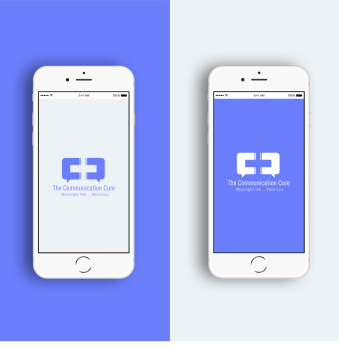 9:41 AM
100%
The Communication Cure
Meaningful Talk ... Made Easy
9:41 AM
100%
The Communication Cure
Meaningful Talk ... Made Easy